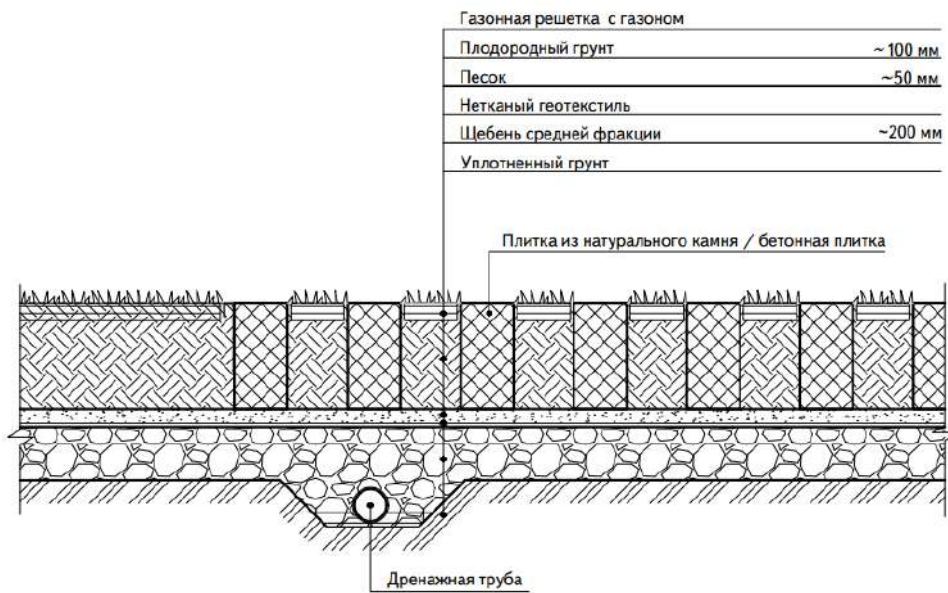 Газонная решетка с газоном
Плодородный грунт ~100 мм
Песок ~50 мм
Нетканый геотекстиль
Щебень средней фракции ~200 мм
Уплотненный грунт
Плитка из натурального камня / бетонная плитка
Дренажная труба